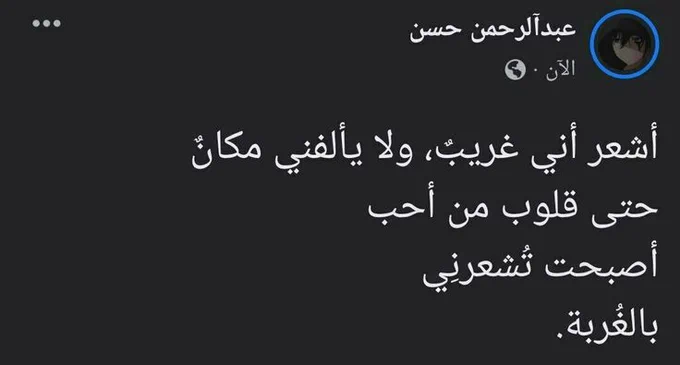 عبدآلرحمن حسن
الآن ·
أشعر أني غريبٌ، ولا يألفني مكانٌ
حتى قلوب من أحب
أصبحت تُشعرنِي
بالغُربة.